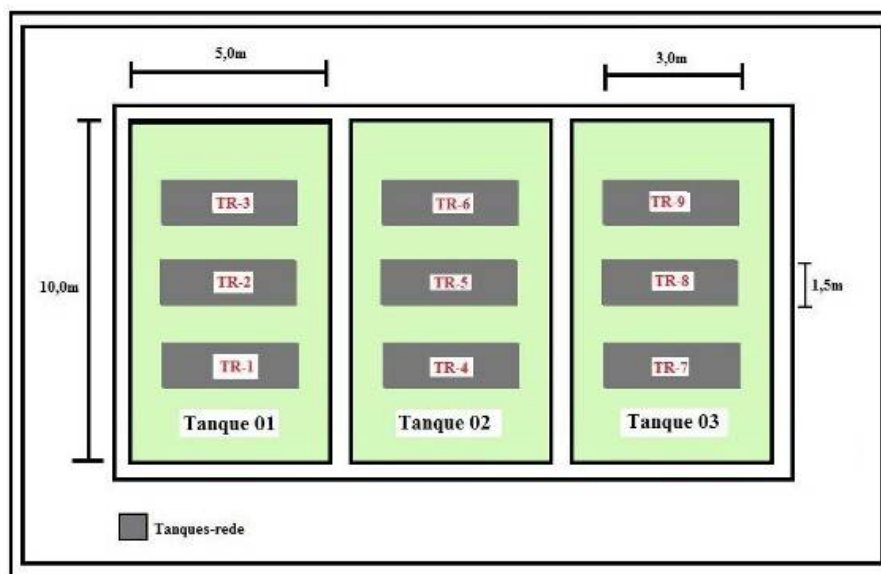 5,0m
3,0m
TR-3
TR-6
TR-9
10,0m
TR-2
TR-5
TR-8
1,5m
TR-1
TR-4
TR-7
Tanque 01
Tanque 02
Tanque 03
Tanques-rede